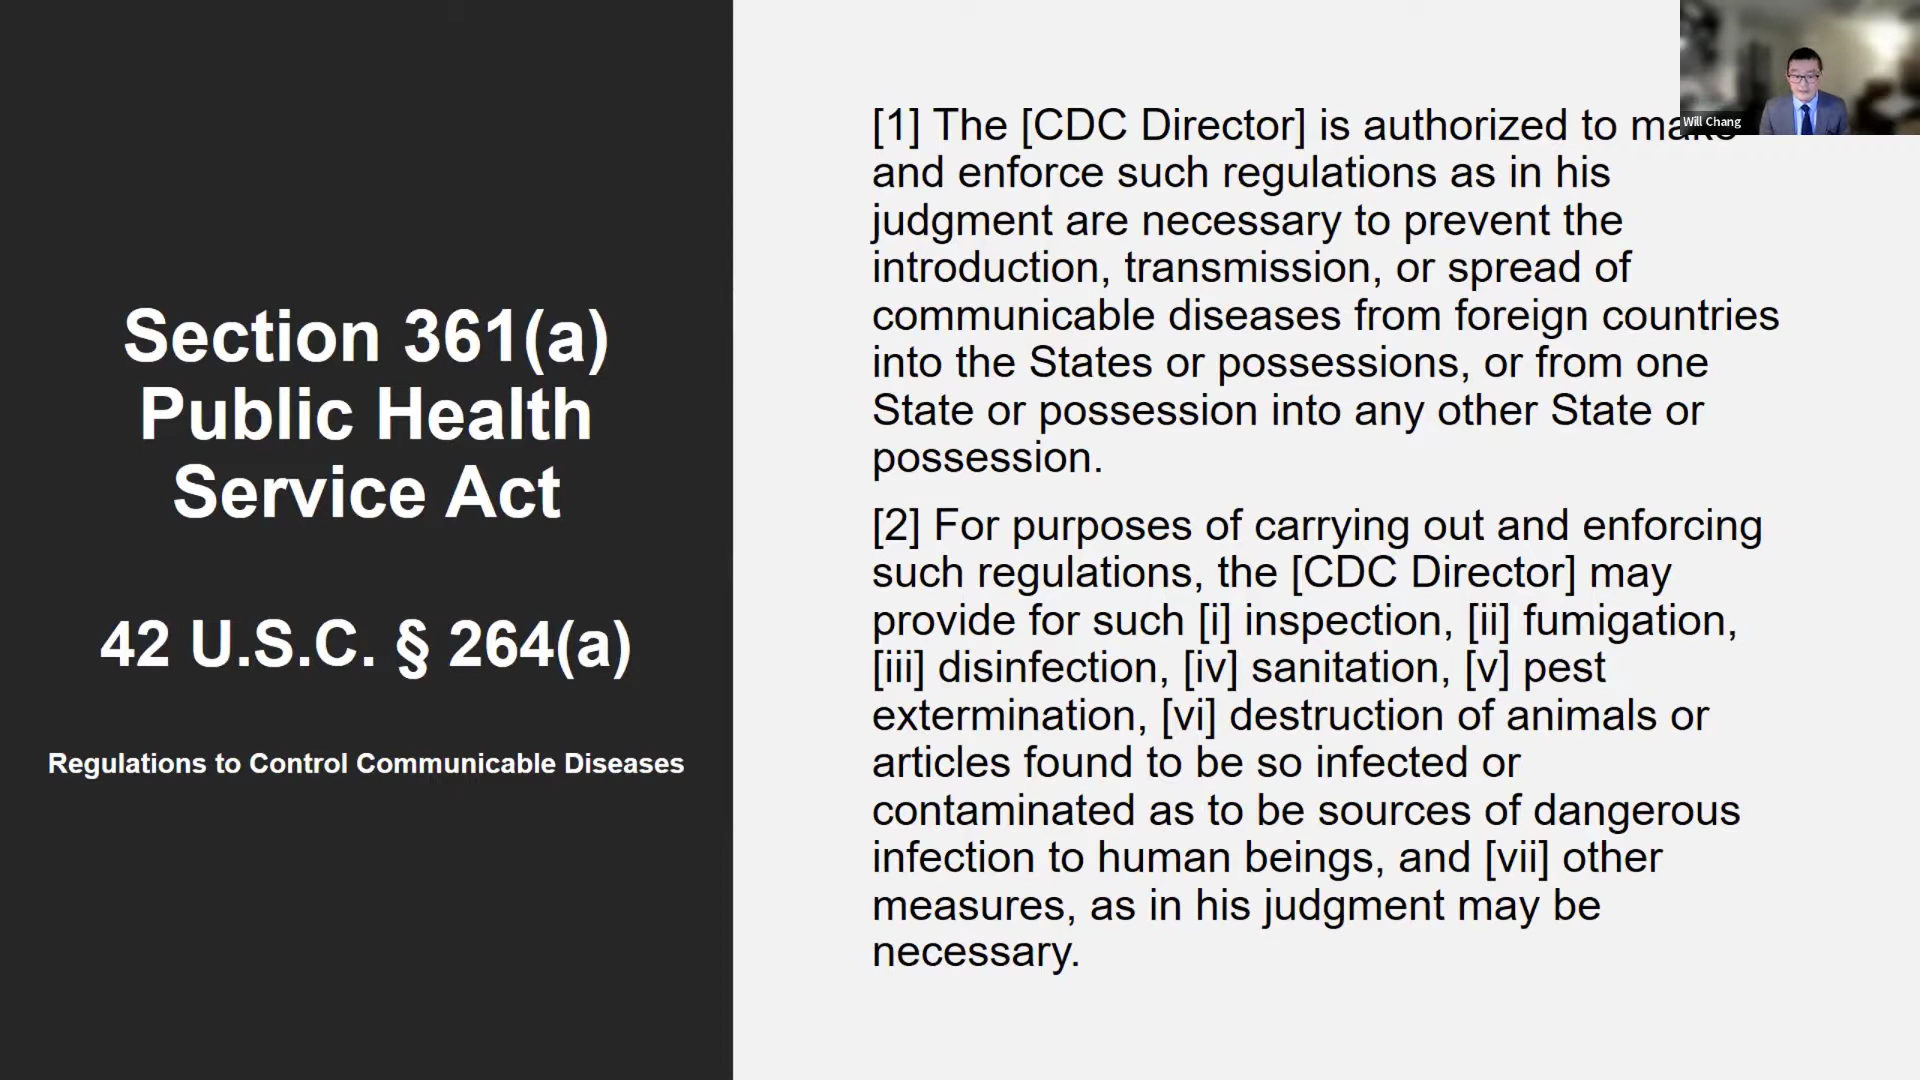 Section 361(a)
Public Health
Service Act
42 U.S.C. § 264(a)
Regulations to Control Communicable Diseases
[1] The [CDC Director] is authorized to make
and enforce such regulations as in his
judgment are necessary to prevent the
introduction, transmission, or spread of
communicable diseases from foreign countries
into the States or possessions, or from one
State or possession into any other State or
possession.
[2] For purposes of carrying out and enforcing
such regulations, the [CDC Director] may
provide for such [i] inspection, [ii] fumigation,
[iii] disinfection, [iv] sanitation, [v] pest
extermination, [vi] destruction of animals or
articles found to be so infected or
contaminated as to be sources of dangerous
infection to human beings, and [vii] other
measures, as in his judgment may be
necessary.
Will Chang